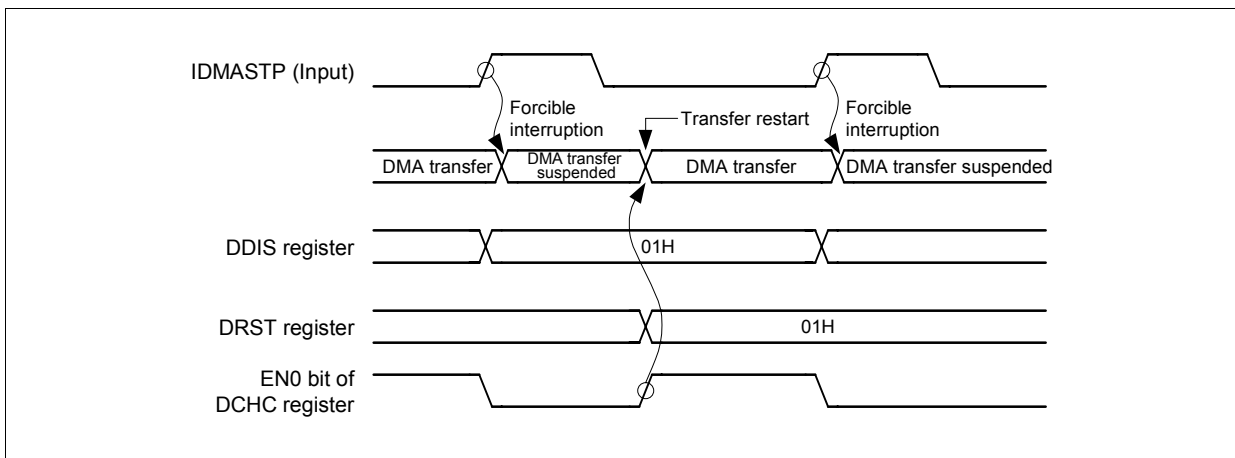 IDMASTP (Input)
Forcible
interruption
Transfer restart
Forcible
interruption
DMA transfer
DMA transfer
suspended
DMA transfer
DMA transfer suspended
DDIS register
01H
DRST register
01H
EN0 bit of
DCHC register